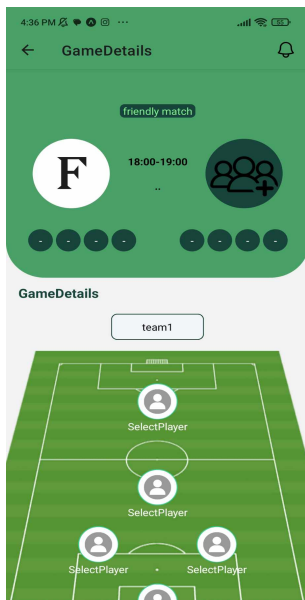 4:36 PM ...
GameDetails
friendly match
F
18:00-19:00
..
- - - - - - - -
GameDetails
team1
SelectPlayer
SelectPlayer
SelectPlayer SelectPlayer